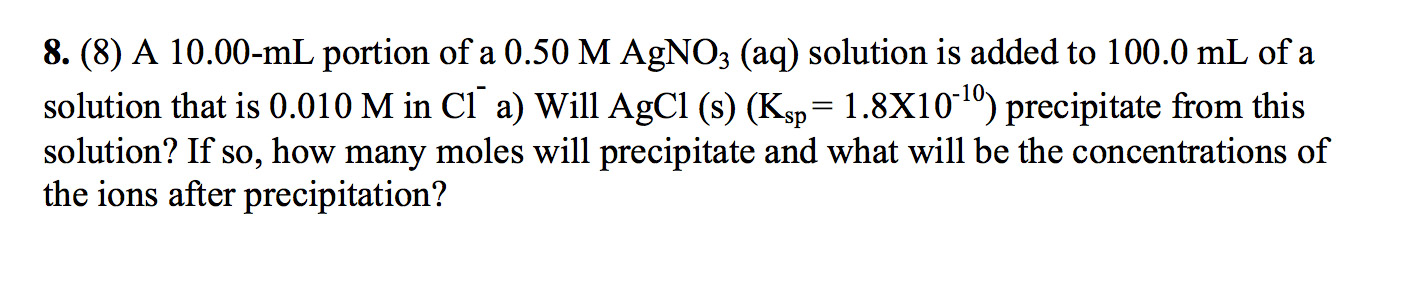 8. (8) A 10.00-mL portion of a 0.50 M AgNO₃ (aq) solution is added to 100.0 mL of a
solution that is 0.010 M in Cl⁻ a) Will AgCl (s) (Kₛₚ= 1.8X10⁻¹⁰) precipitate from this
solution? If so, how many moles will precipitate and what will be the concentrations of
the ions after precipitation?